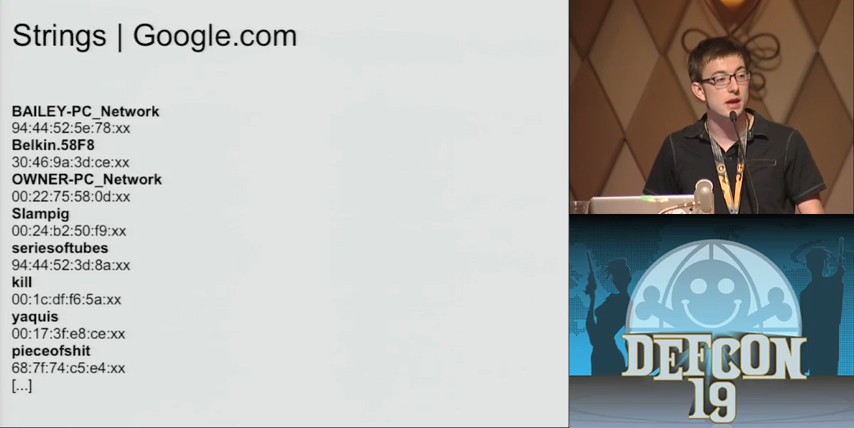 Strings | Google.com
BAILEY-PC_Network
94:44:52:5e:78:xx
Belkin.58F8
30:46:9a:3d:ce:xx
OWNER-PC_Network
00:22:75:58:0d:xx
Slampig
00:24:b2:50:f9:xx
seriesoftubes
94:44:52:3d:8a:xx
kill
00:1c:df:f6:5a:xx
yaquis
00:17:3f:e8:ce:xx
pieceofshit
68:7f:74:c5:e4:xx
[...]
DEFCON
19